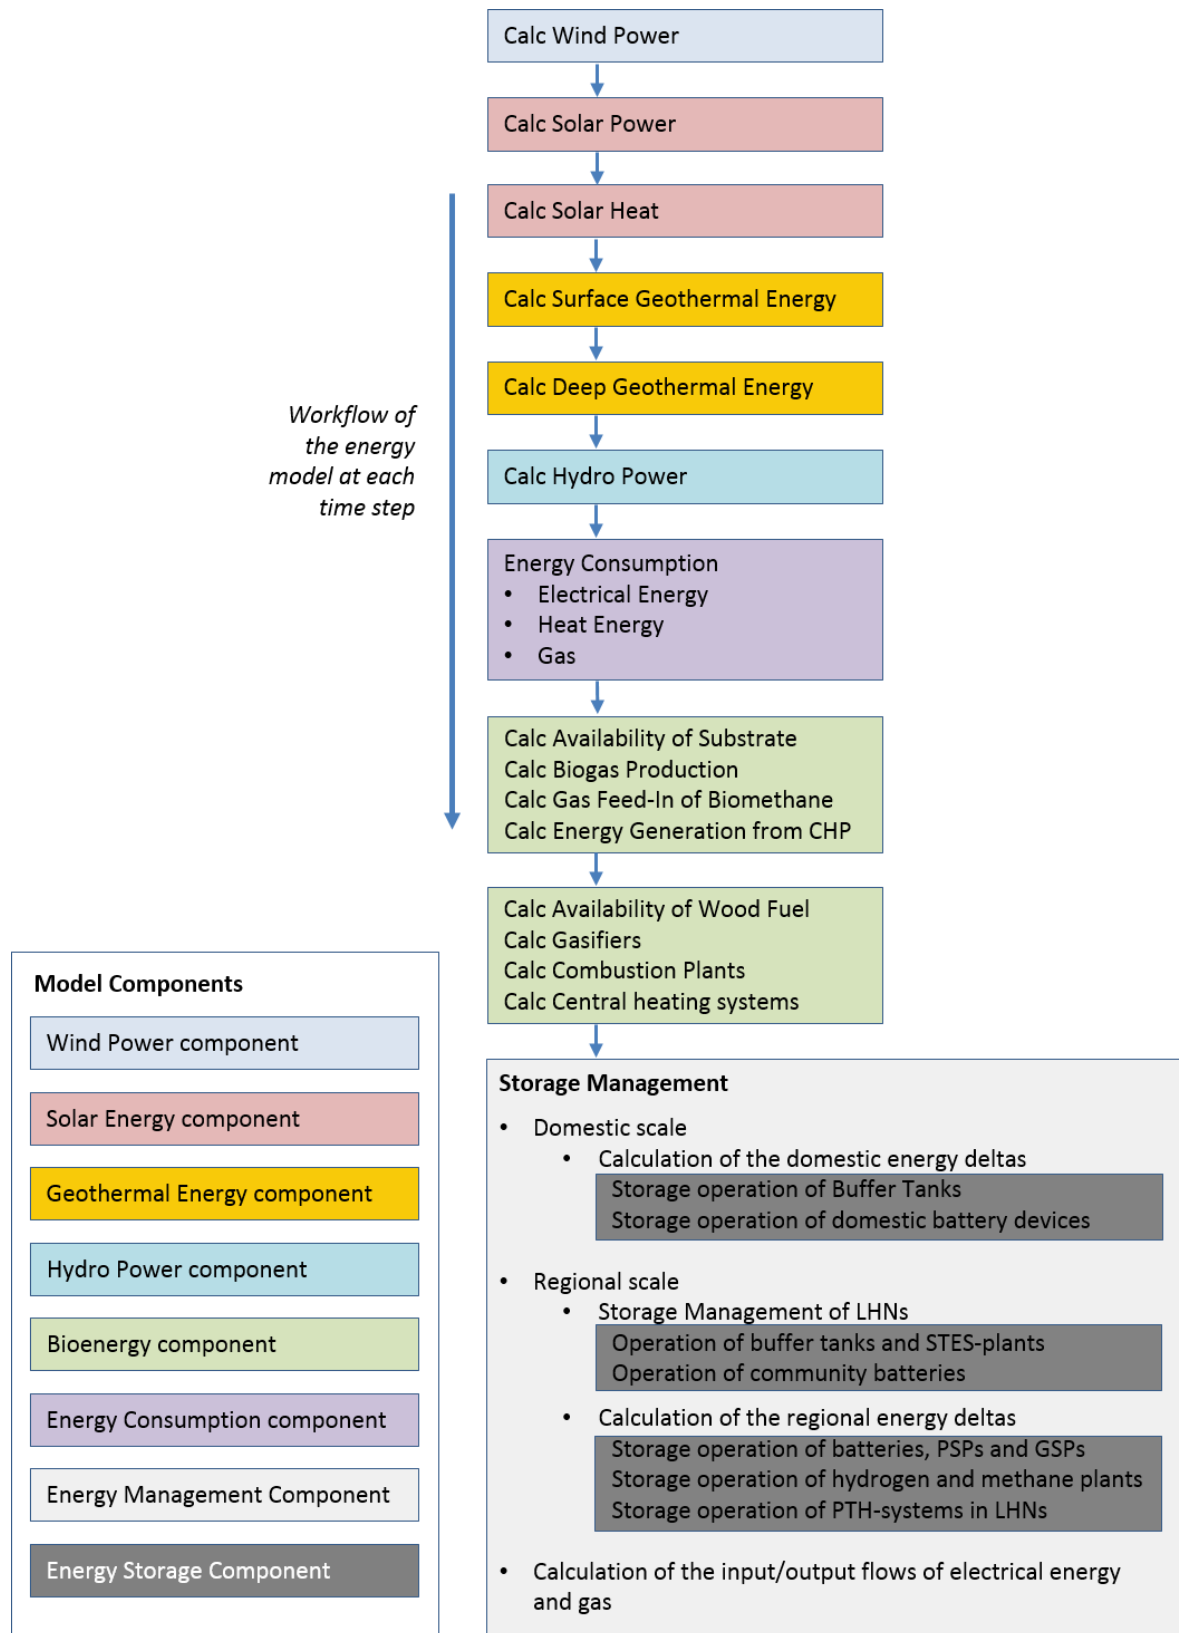 Calc Wind Power
Calc Solar Power
Calc Solar Heat
Calc Surface Geothermal Energy
Calc Deep Geothermal Energy
Calc Hydro Power
Workflow of
the energy
model at each
time step
Energy Consumption
• Electrical Energy
• Heat Energy
• Gas
Calc Availability of Substrate
Calc Biogas Production
Calc Gas Feed-In of Biomethane
Calc Energy Generation from CHP
Calc Availability of Wood Fuel
Calc Gasifiers
Calc Combustion Plants
Calc Central heating systems
Model Components
Wind Power component
Solar Energy component
Geothermal Energy component
Hydro Power component
Bioenergy component
Energy Consumption component
Energy Management Component
Energy Storage Component
Storage Management
• Domestic scale
• Calculation of the domestic energy deltas
Storage operation of Buffer Tanks
Storage operation of domestic battery devices
• Regional scale
• Storage Management of LHNs
Operation of buffer tanks and STES-plants
Operation of community batteries
• Calculation of the regional energy deltas
Storage operation of batteries, PSPs and GSPs
Storage operation of hydrogen and methane plants
Storage operation of PTH-systems in LHNs
• Calculation of the input/output flows of electrical energy
and gas